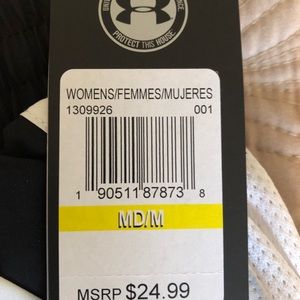 PROTECT THIS HOUSE
WOMENS/FEMMES/MUJERES
1309926 001
1 90511 87873 8
MD/M
MSRP $24.99